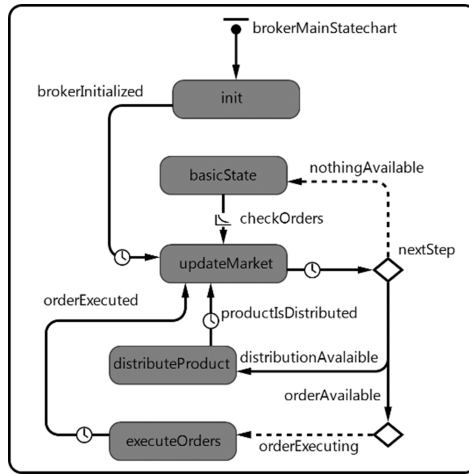 brokerMainStatechart
brokerInitialized
init
basicState
nothingAvailable
checkOrders
nextStep
updateMarket
orderExecuted
productIsDistributed
distributeProduct
distributionAvalaible
orderAvailable
executeOrders
orderExecuting